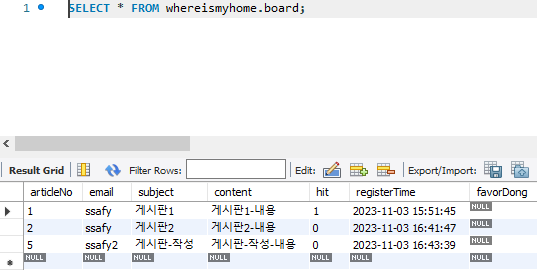 1 SELECT * FROM whereismyhome.board;
Result Grid Filter Rows: Edit: Export/Import:
articleNo email subject content hit registerTime favorDong
1 ssafy 게시판1 게시판1-내용 1 2023-11-03 15:51:45 NULL
2 ssafy 게시판2 게시판2-내용 0 2023-11-03 16:41:47 NULL
5 ssafy2 게시판-작성 게시판-작성-내용 0 2023-11-03 16:43:39 NULL
NULL NULL NULL NULL NULL NULL NULL